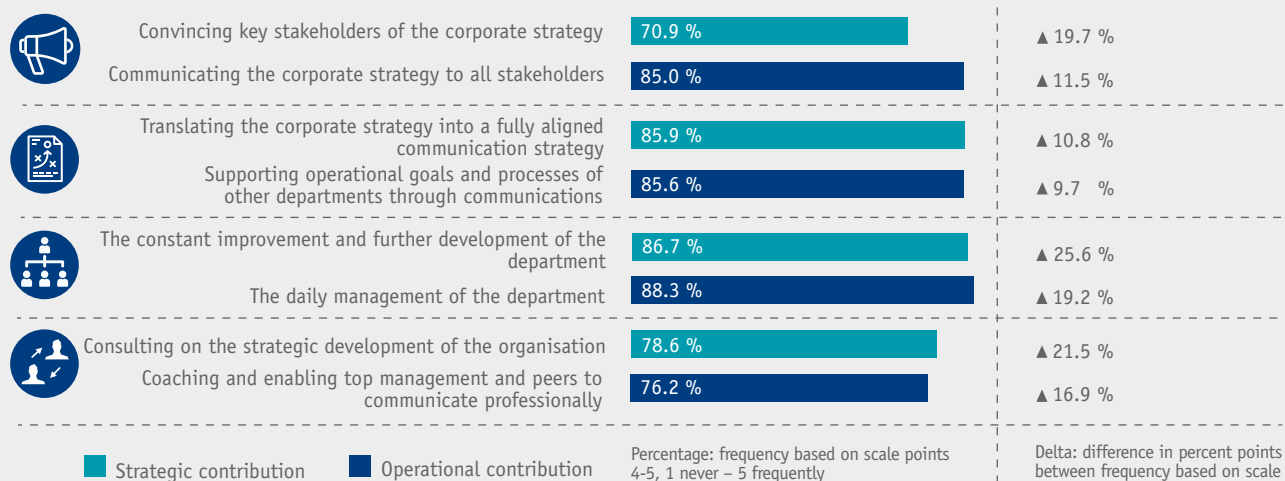 Convincing key stakeholders of the corporate strategy 70.9 % ▲ 19.7 %
Communicating the corporate strategy to all stakeholders 85.0 % ▲ 11.5 %
Translating the corporate strategy into a fully aligned
communication strategy
85.9 % ▲ 10.8 %
Supporting operational goals and processes of
other departments through communications
85.6 % ▲ 9.7 %
The constant improvement and further development of the
department
86.7 % ▲ 25.6 %
The daily management of the department 88.3 % ▲ 19.2 %
Consulting on the strategic development of the organisation 78.6 % ▲ 21.5 %
Coaching and enabling top management and peers to
communicate professionally
76.2 % ▲ 16.9 %
Strategic contribution
Operational contribution
Percentage: frequency based on scale points
4-5, 1 never – 5 frequently
Delta: difference in percent points
between frequency based on scale